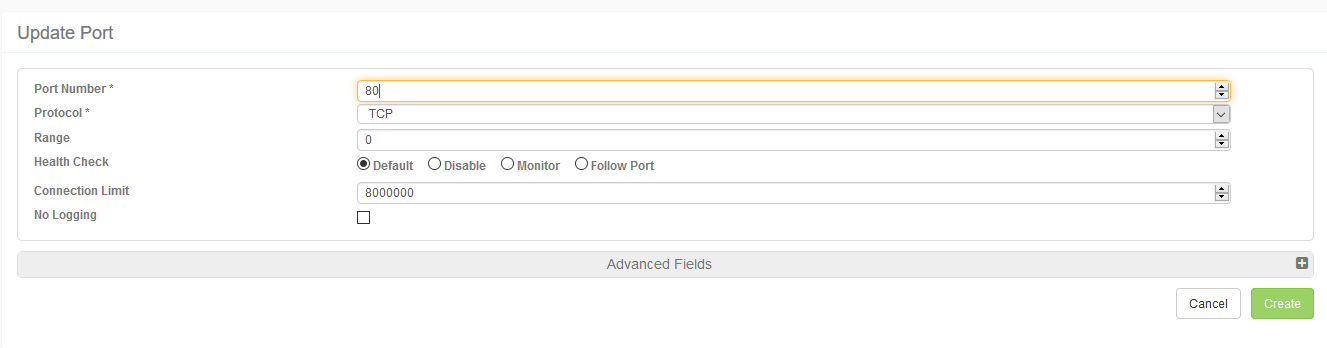 Update Port
Port Number * 80
Protocol * TCP
Range 0
Health Check Default Disable Monitor Follow Port
Connection Limit 8000000
No Logging
Advanced Fields
Cancel Create